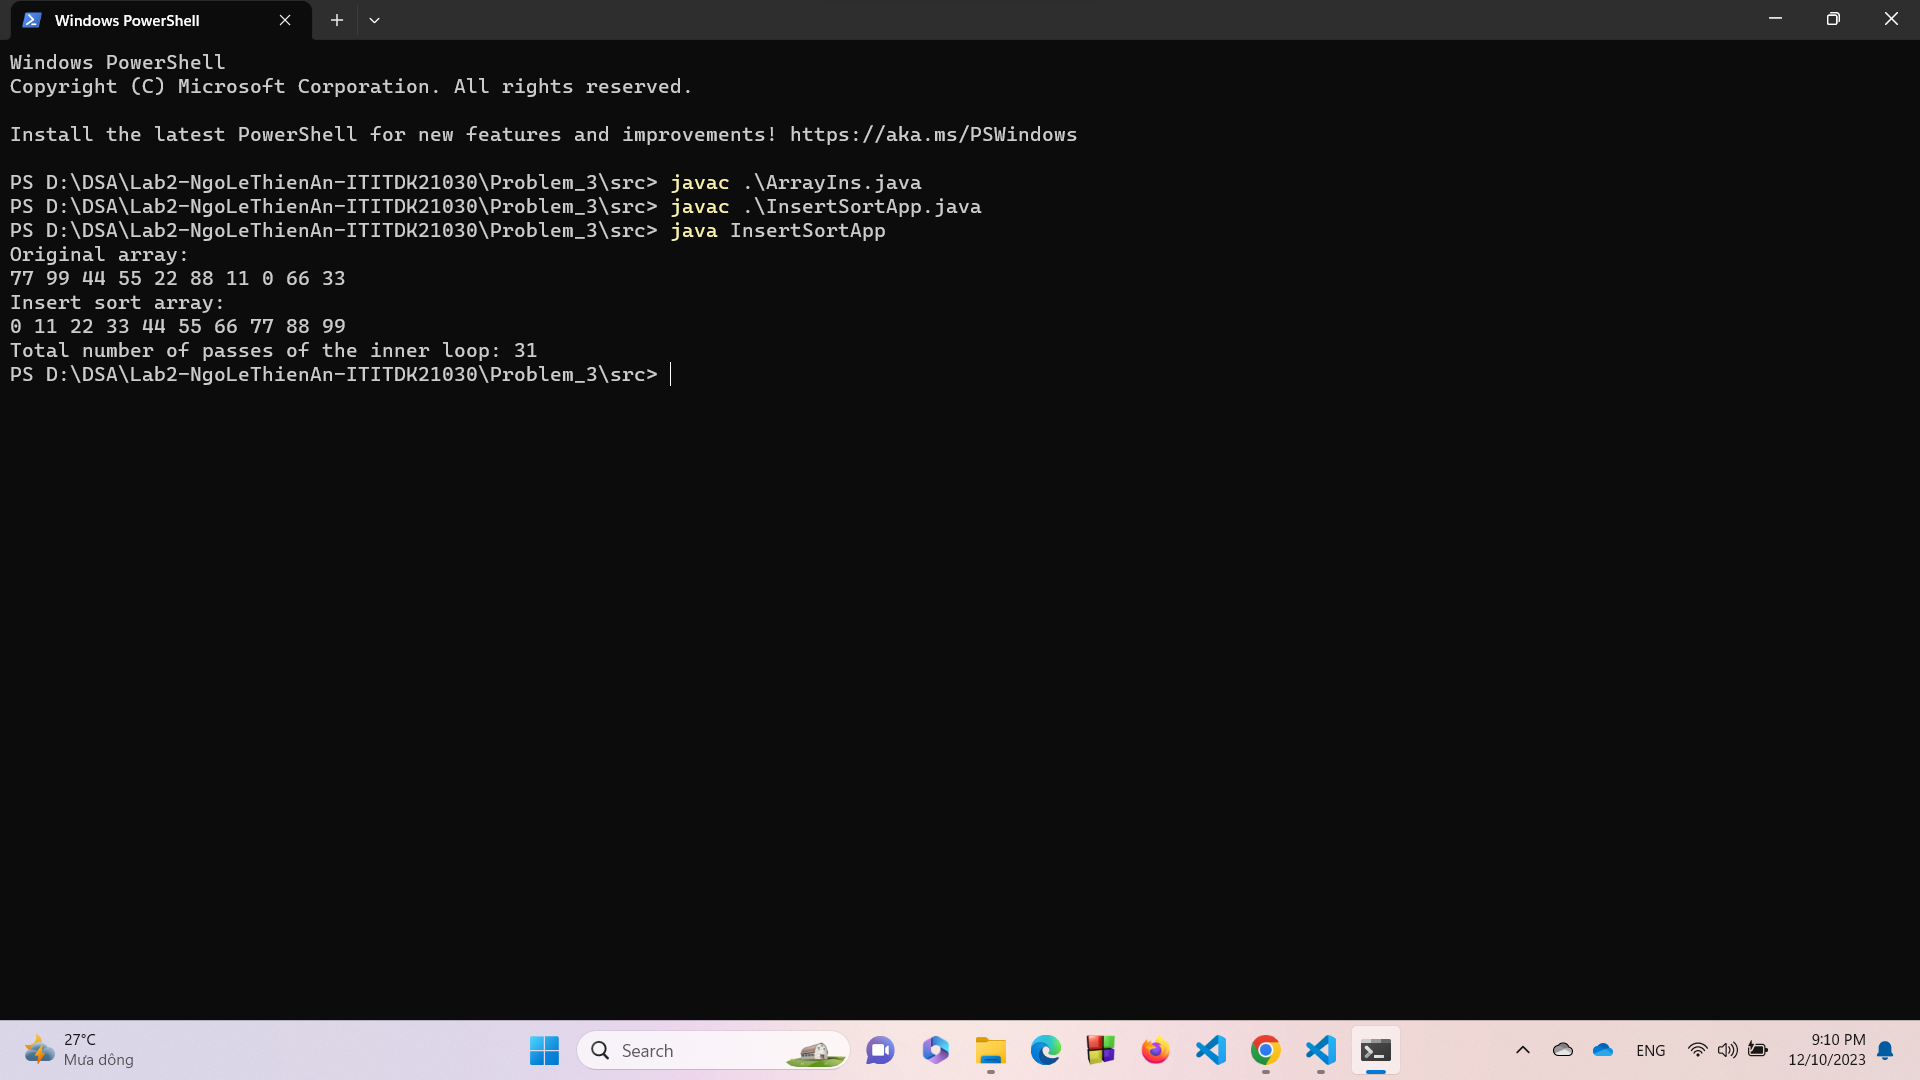 Windows PowerShell
Windows PowerShell
Copyright (C) Microsoft Corporation. All rights reserved.
Install the latest PowerShell for new features and improvements! https://aka.ms/PSWindows
PS D:\DSA\Lab2-NgoLeThienAn-ITITDK21030\Problem_3\src> javac .\ArrayIns.java
PS D:\DSA\Lab2-NgoLeThienAn-ITITDK21030\Problem_3\src> javac .\InsertSortApp.java
PS D:\DSA\Lab2-NgoLeThienAn-ITITDK21030\Problem_3\src> java InsertSortApp
Original array:
77 99 44 55 22 88 11 0 66 33
Insert sort array:
0 11 22 33 44 55 66 77 88 99
Total number of passes of the inner loop: 31
PS D:\DSA\Lab2-NgoLeThienAn-ITITDK21030\Problem_3\src>
27°C
Mưa dông
Search
ENG
9:10 PM
12/10/2023